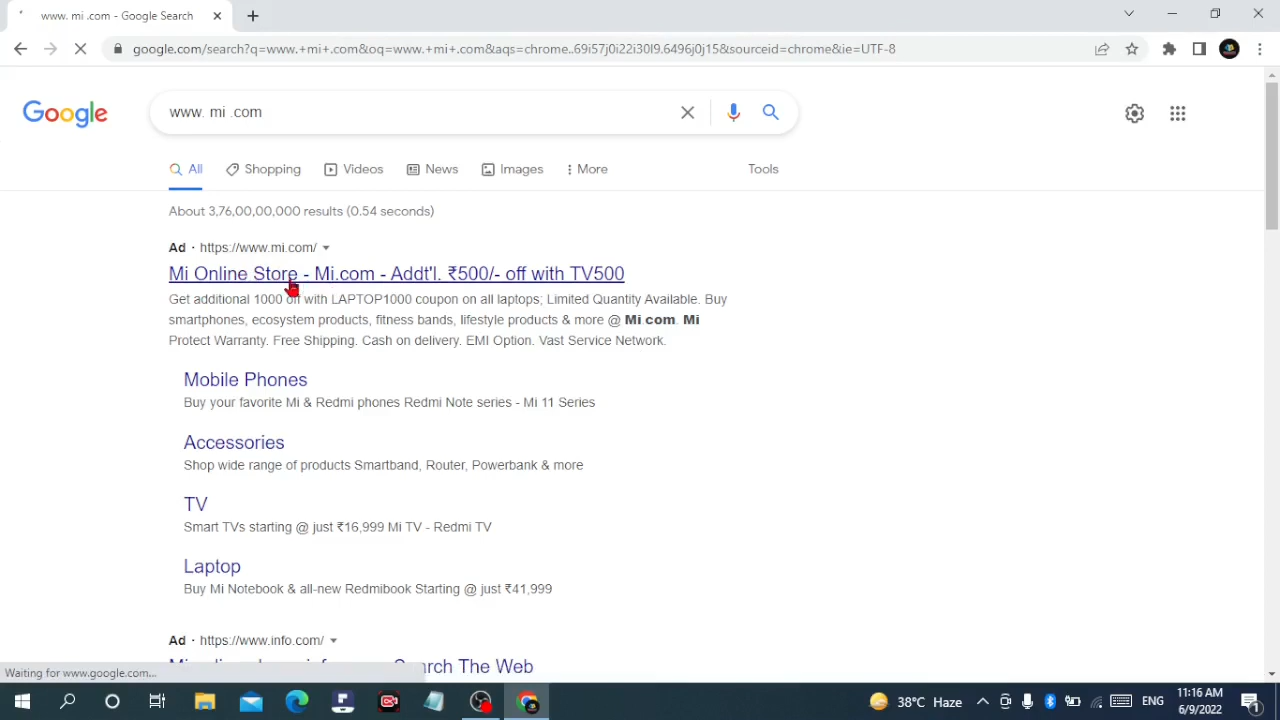 www. mi .com - Google Search
google.com/search?q=www.+mi+.com&oq=www.+mi+.com&aqs=chrome..69i57j0i22i30l9.6496j0j15&sourceid=chrome&ie=UTF-8
Google
www. mi .com
All
Shopping
Videos
News
Images
More
Tools
About 3,76,00,00,000 results (0.54 seconds)
Ad · https://www.mi.com/
Mi Online Store - Mi.com - Addt'l. ₹500/- off with TV500
Get additional 1000 off with LAPTOP1000 coupon on all laptops; Limited Quantity Available. Buy
smartphones, ecosystem products, fitness bands, lifestyle products & more @ Mi com. Mi
Protect Warranty. Free Shipping. Cash on delivery. EMI Option. Vast Service Network.
Mobile Phones
Buy your favorite Mi & Redmi phones Redmi Note series - Mi 11 Series
Accessories
Shop wide range of products Smartband, Router, Powerbank & more
TV
Smart TVs starting @ just ₹16,999 Mi TV - Redmi TV
Laptop
Buy Mi Notebook & all-new Redmibook Starting @ just ₹41,999
Ad · https://www.info.com/
Search The Web
Waiting for www.google.com...
38°C Haze
ENG
11:16 AM
6/9/2022
1